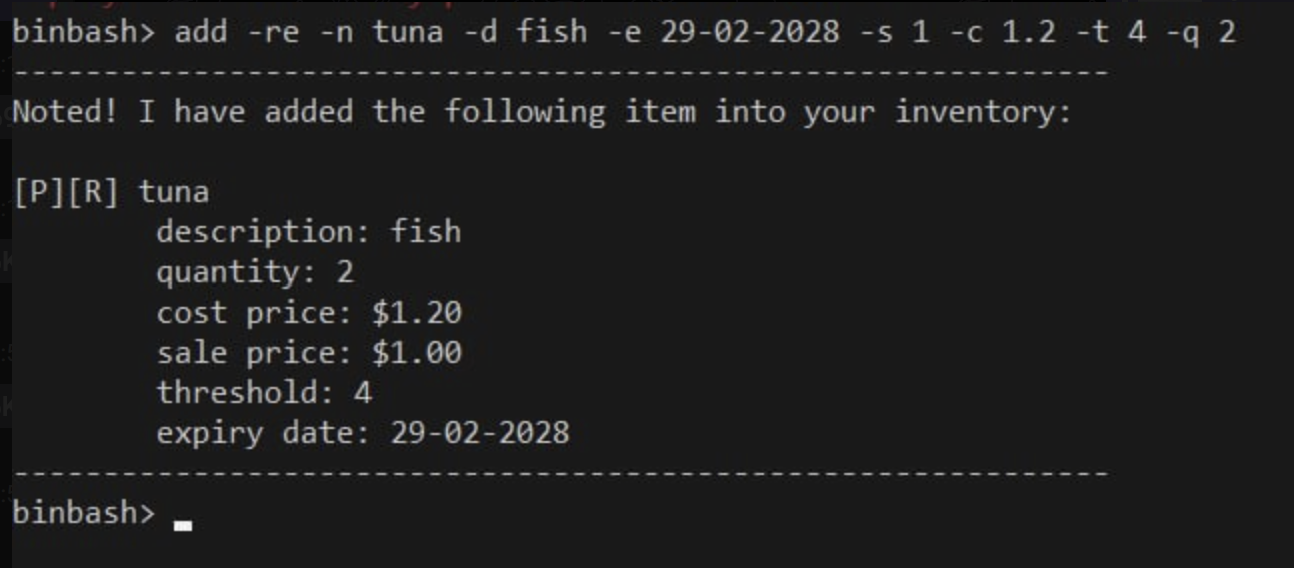 binbash> add -re -n tuna -d fish -e 29-02-2028 -s 1 -c 1.2 -t 4 -q 2
-------------------------------------------------------------
Noted! I have added the following item into your inventory:
[P][R] tuna
description: fish
quantity: 2
cost price: $1.20
sale price: $1.00
threshold: 4
expiry date: 29-02-2028
-------------------------------------------------------------
binbash>